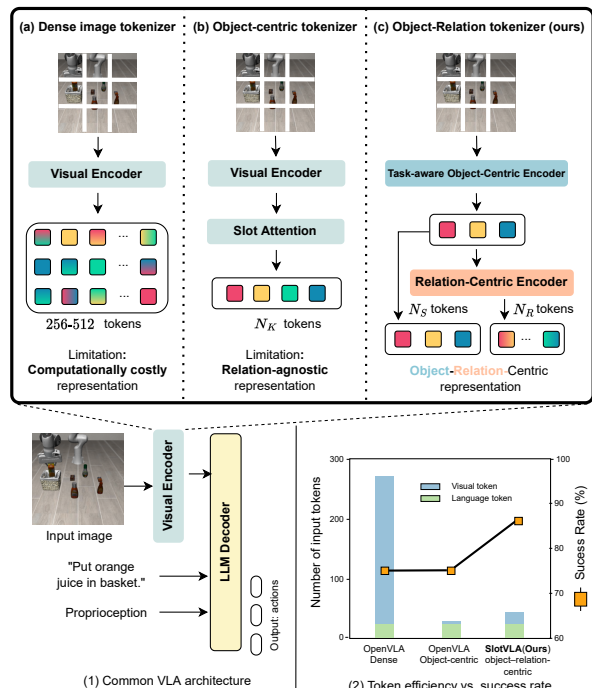 (a) Dense image tokenizer
(b) Object-centric tokenizer
(c) Object-Relation tokenizer (ours)
Visual Encoder
Visual Encoder
Task-aware Object-Centric Encoder
Slot Attention
Relation-Centric Encoder
...
...
...
256-512 tokens
N_K tokens
N_S tokens
N_R tokens
...
Limitation:
Computationally costly
representation
Limitation:
Relation-agnostic
representation
Object-Relation-Centric
representation
Input image
Visual Encoder
LLM Decoder
"Put orange
juice in basket."
Proprioception
Output: actions
(1) Common VLA architecture
Number of input tokens
300
200
100
0
Visual token
Language token
100
90
80
70
60
Sucess Rate (%)
OpenVLA
Dense
OpenVLA
Object-centric
SlotVLA(Ours)
object–relation-
centric
(2) Token efficiency vs. success rate